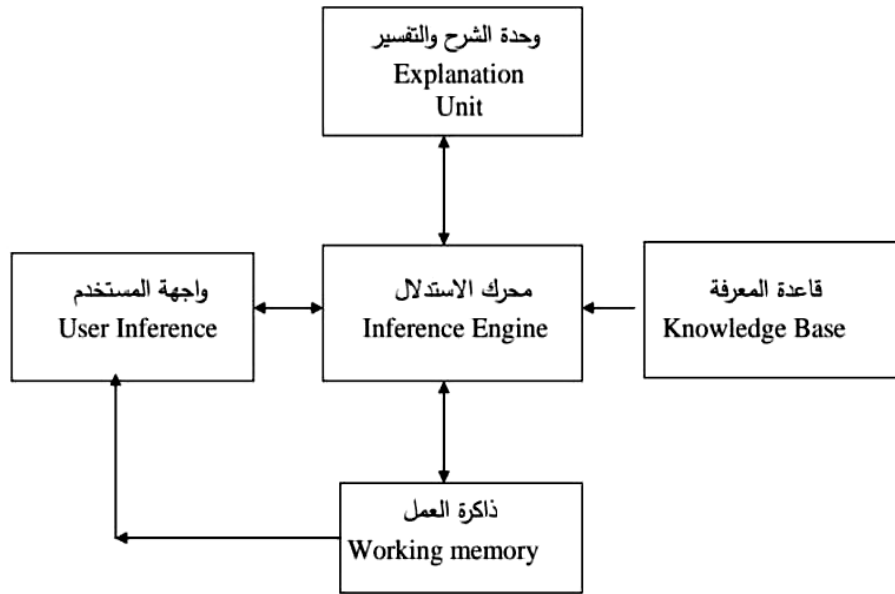 وحدة الشرح والتفسير
Explanation
Unit
واجهة المستخدم
User Inference
محرك الاستدلال
Inference Engine
قاعدة المعرفة
Knowledge Base
ذاكرة العمل
Working memory